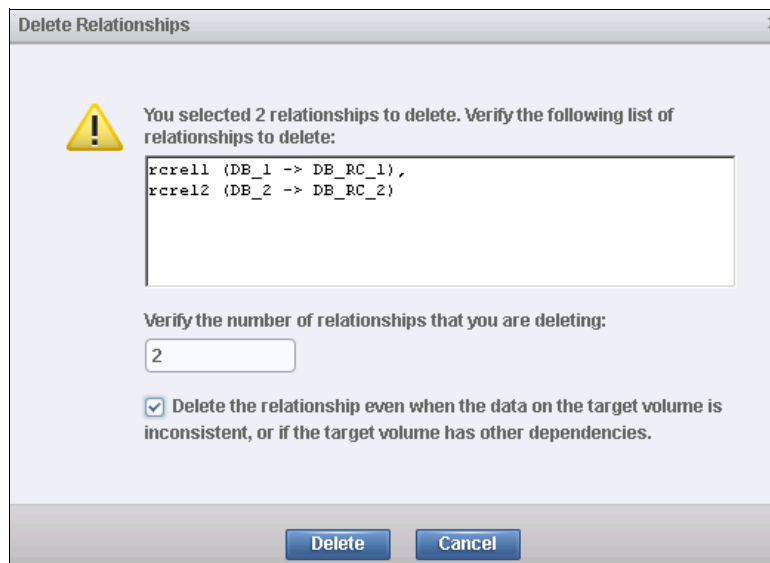 Delete Relationships
You selected 2 relationships to delete. Verify the following list of
relationships to delete:
rcrel1 (DB_1 -> DB_RC_1),
rcrel2 (DB_2 -> DB_RC_2)
Verify the number of relationships that you are deleting:
2
Delete the relationship even when the data on the target volume is
inconsistent, or if the target volume has other dependencies.
Delete
Cancel